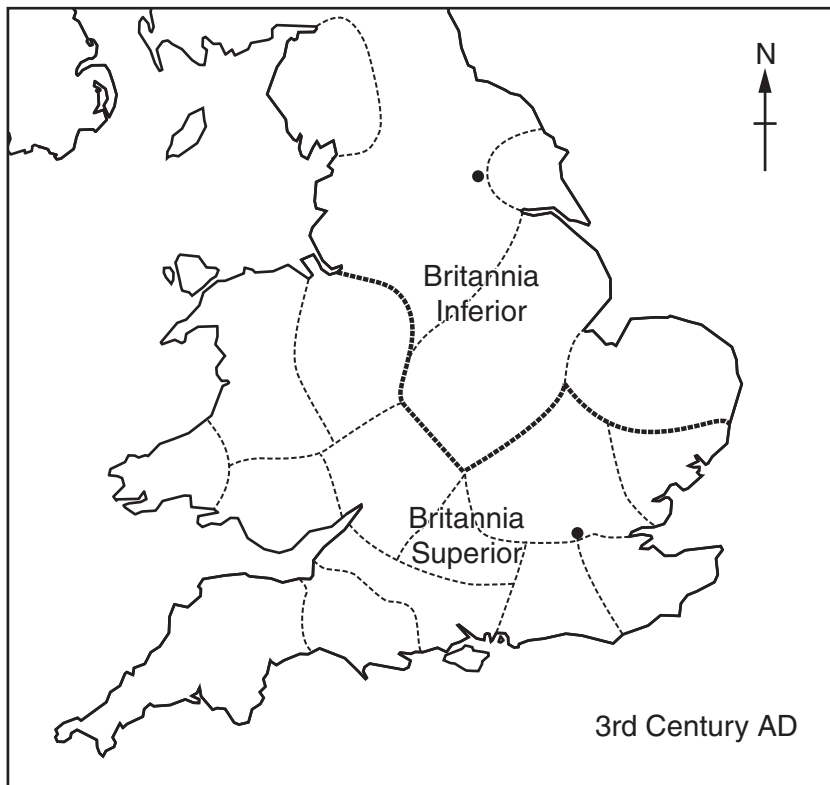 N
Britannia
Inferior
Britannia
Superior
3rd Century AD